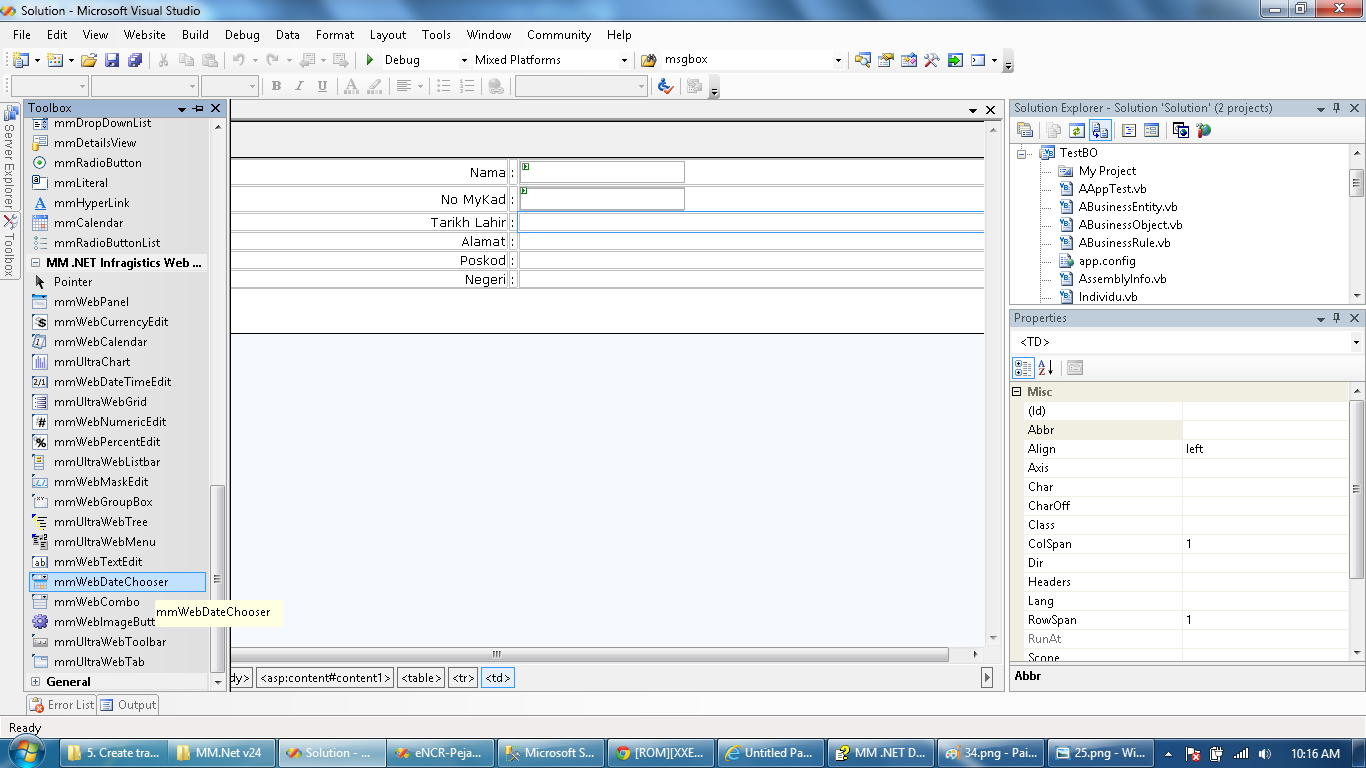 Solution - Microsoft Visual Studio
File Edit View Website Build Debug Data Format Layout Tools Window Community Help
Debug Mixed Platforms msgbox
B I U A
Server Explorer
Toolbox
Toolbox
mmDropDownList
mmDetailsView
mmRadioButton
mmLiteral
mmHyperLink
mmCalendar
mmRadioButtonList
MM .NET Infragistics Web ...
Pointer
mmWebPanel
mmWebCurrencyEdit
mmWebCalendar
mmUltraChart
mmWebDateTimeEdit
mmUltraWebGrid
mmWebNumericEdit
mmWebPercentEdit
mmUltraWebListbar
mmWebMaskEdit
mmWebGroupBox
mmUltraWebTree
mmUltraWebMenu
mmWebTextEdit
mmWebDateChooser
mmWebCombo
mmWebDateChooser
mmWebImageButt
mmUltraWebToolbar
mmUltraWebTab
General
Nama :
No MyKad :
Tarikh Lahir :
Alamat :
Poskod :
Negeri :
dy> <asp:content#content1> <table> <tr> <td>
Solution Explorer - Solution 'Solution' (2 projects)
TestBO
My Project
AAppTest.vb
ABusinessEntity.vb
ABusinessObject.vb
ABusinessRule.vb
app.config
AssemblyInfo.vb
Individu.vb
Properties
<TD>
Misc
(Id)
Abbr
Align left
Axis
Char
CharOff
Class
ColSpan 1
Dir
Headers
Lang
RowSpan 1
RunAt
Scope
Abbr
Error List Output
Ready
5. Create tra... MM.Net v24 Solution - ... eNCR-Peja... Microsoft S... [ROM][XXE... Untitled Pa... MM .NET D... 34.png - Pai... 25.png - Wi... 10:16 AM